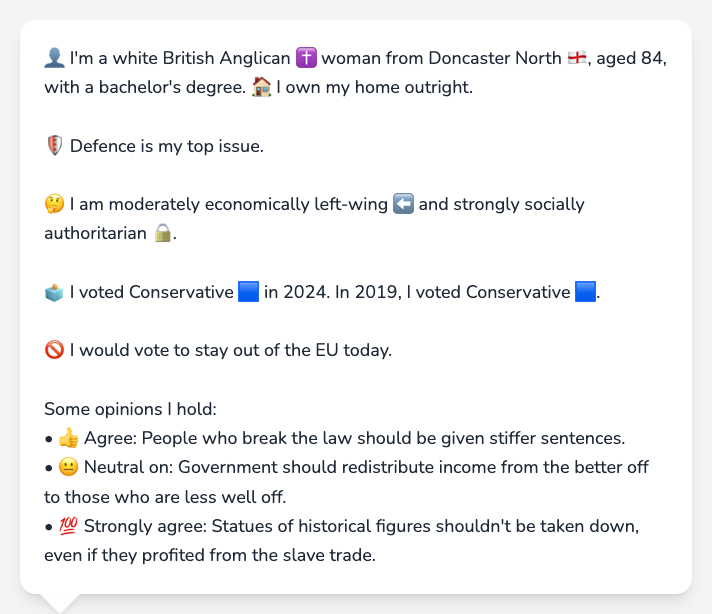 👤 I'm a white British Anglican ✝️ woman from Doncaster North 🏴󠁧󠁢󠁥󠁮󠁧󠁿, aged 84,
with a bachelor's degree. 🏠 I own my home outright.
🛡️ Defence is my top issue.
🤔 I am moderately economically left-wing ⬅️ and strongly socially
authoritarian 🔒.
🗳️ I voted Conservative 🟦 in 2024. In 2019, I voted Conservative 🟦.
🚫 I would vote to stay out of the EU today.
Some opinions I hold:
• 👍 Agree: People who break the law should be given stiffer sentences.
• 😐 Neutral on: Government should redistribute income from the better off
to those who are less well off.
• 💯 Strongly agree: Statues of historical figures shouldn't be taken down,
even if they profited from the slave trade.